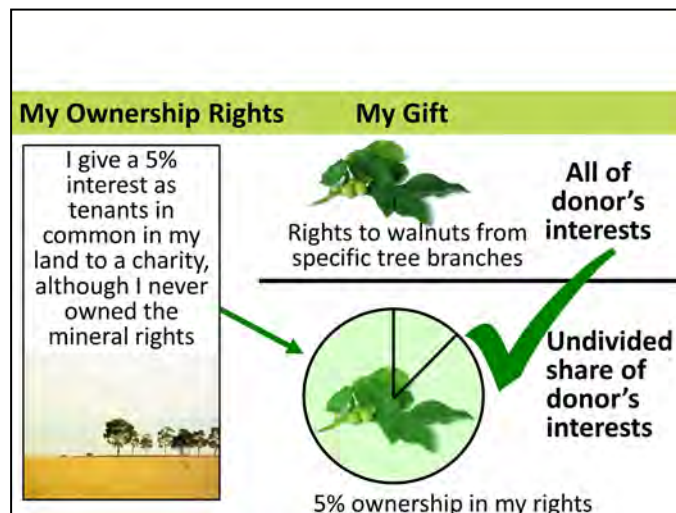 My Ownership Rights
My Gift
I give a 5%
interest as
tenants in
common in my
land to a charity,
although I never
owned the
mineral rights
Rights to walnuts from
specific tree branches
All of
donor's
interests
Undivided
share of
donor's
interests
5% ownership in my rights